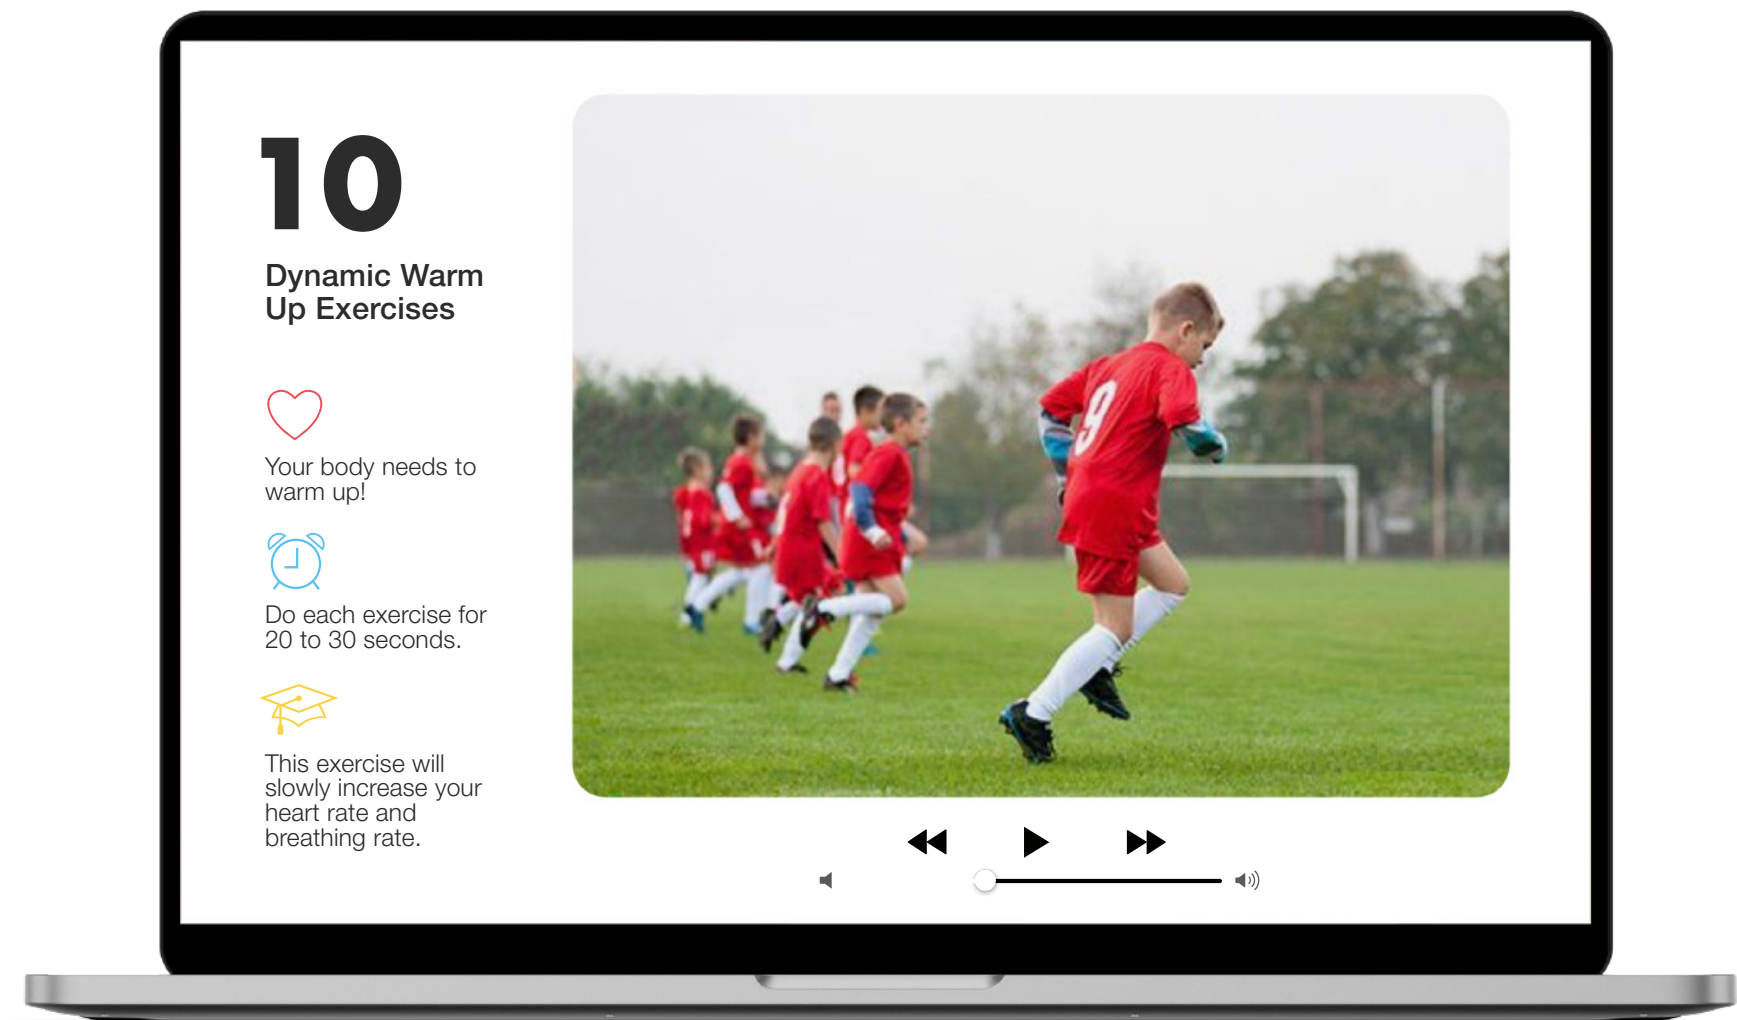 10
Dynamic Warm
Up Exercises
Your body needs to
warm up!
Do each exercise for
20 to 30 seconds.
This exercise will
slowly increase your
heart rate and
breathing rate.
9